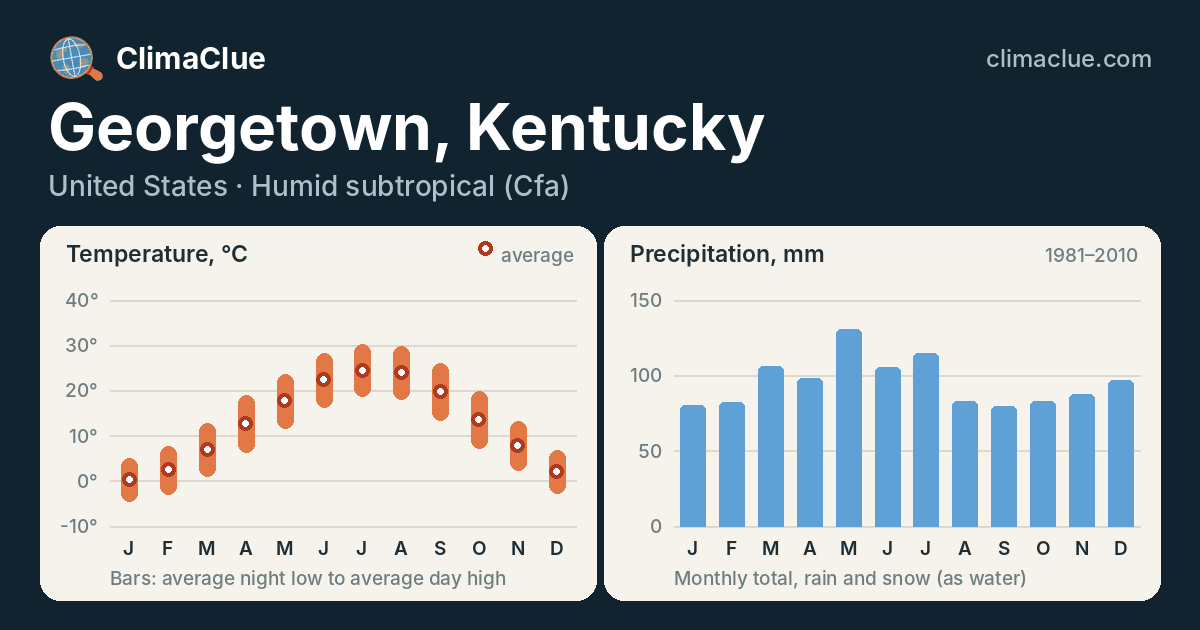 ClimaClue
climaclue.com
Georgetown, Kentucky
United States · Humid subtropical (Cfa)
Temperature, °C
average
40°
30°
20°
10°
0°
-10°
J F M A M J J A S O N D
Bars: average night low to average day high
Precipitation, mm
1981–2010
150
100
50
0
J F M A M J J A S O N D
Monthly total, rain and snow (as water)